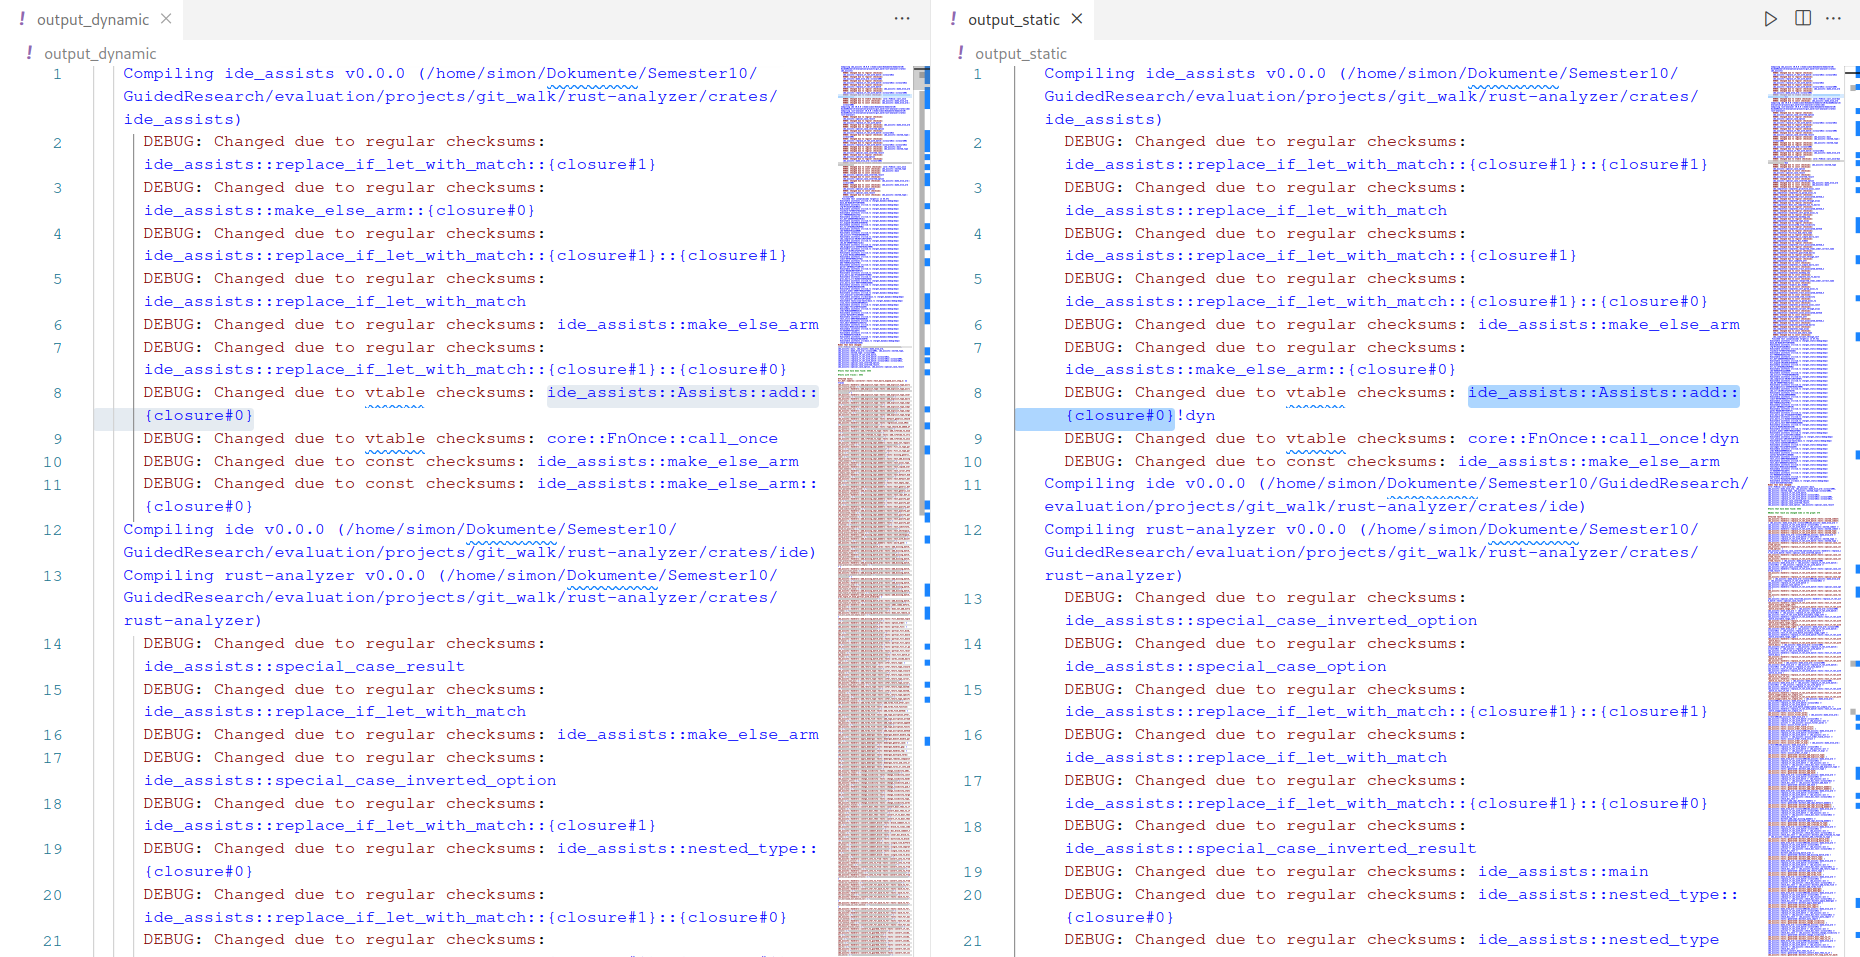 output_dynamic
output_dynamic
1 Compiling ide_assists v0.0.0 (/home/simon/Dokumente/Semester10/
GuidedResearch/evaluation/projects/git_walk/rust-analyzer/crates/
ide_assists)
2 DEBUG: Changed due to regular checksums:
ide_assists::replace_if_let_with_match::{closure#1}
3 DEBUG: Changed due to regular checksums:
ide_assists::make_else_arm::{closure#0}
4 DEBUG: Changed due to regular checksums:
ide_assists::replace_if_let_with_match::{closure#1}::{closure#1}
5 DEBUG: Changed due to regular checksums:
ide_assists::replace_if_let_with_match
6 DEBUG: Changed due to regular checksums: ide_assists::make_else_arm
7 DEBUG: Changed due to regular checksums:
ide_assists::replace_if_let_with_match::{closure#1}::{closure#0}
8 DEBUG: Changed due to vtable checksums: ide_assists::Assists::add::
{closure#0}
9 DEBUG: Changed due to vtable checksums: core::FnOnce::call_once
10 DEBUG: Changed due to const checksums: ide_assists::make_else_arm
11 DEBUG: Changed due to const checksums: ide_assists::make_else_arm::
{closure#0}
12 Compiling ide v0.0.0 (/home/simon/Dokumente/Semester10/
GuidedResearch/evaluation/projects/git_walk/rust-analyzer/crates/ide)
13 Compiling rust-analyzer v0.0.0 (/home/simon/Dokumente/Semester10/
GuidedResearch/evaluation/projects/git_walk/rust-analyzer/crates/
rust-analyzer)
14 DEBUG: Changed due to regular checksums:
ide_assists::special_case_result
15 DEBUG: Changed due to regular checksums:
ide_assists::replace_if_let_with_match
16 DEBUG: Changed due to regular checksums: ide_assists::make_else_arm
17 DEBUG: Changed due to regular checksums:
ide_assists::special_case_inverted_option
18 DEBUG: Changed due to regular checksums:
ide_assists::replace_if_let_with_match::{closure#1}
19 DEBUG: Changed due to regular checksums: ide_assists::nested_type::
{closure#0}
20 DEBUG: Changed due to regular checksums:
ide_assists::replace_if_let_with_match::{closure#1}::{closure#0}
21 DEBUG: Changed due to regular checksums:
output_static
output_static
1 Compiling ide_assists v0.0.0 (/home/simon/Dokumente/Semester10/
GuidedResearch/evaluation/projects/git_walk/rust-analyzer/crates/
ide_assists)
2 DEBUG: Changed due to regular checksums:
ide_assists::replace_if_let_with_match::{closure#1}::{closure#1}
3 DEBUG: Changed due to regular checksums:
ide_assists::replace_if_let_with_match
4 DEBUG: Changed due to regular checksums:
ide_assists::replace_if_let_with_match::{closure#1}
5 DEBUG: Changed due to regular checksums:
ide_assists::replace_if_let_with_match::{closure#1}::{closure#0}
6 DEBUG: Changed due to regular checksums: ide_assists::make_else_arm
7 DEBUG: Changed due to regular checksums:
ide_assists::make_else_arm::{closure#0}
8 DEBUG: Changed due to vtable checksums: ide_assists::Assists::add::
{closure#0}!dyn
9 DEBUG: Changed due to vtable checksums: core::FnOnce::call_once!dyn
10 DEBUG: Changed due to const checksums: ide_assists::make_else_arm
11 Compiling ide v0.0.0 (/home/simon/Dokumente/Semester10/GuidedResearch/
evaluation/projects/git_walk/rust-analyzer/crates/ide)
12 Compiling rust-analyzer v0.0.0 (/home/simon/Dokumente/Semester10/
GuidedResearch/evaluation/projects/git_walk/rust-analyzer/crates/
rust-analyzer)
13 DEBUG: Changed due to regular checksums:
ide_assists::special_case_inverted_option
14 DEBUG: Changed due to regular checksums:
ide_assists::special_case_option
15 DEBUG: Changed due to regular checksums:
ide_assists::replace_if_let_with_match::{closure#1}::{closure#1}
16 DEBUG: Changed due to regular checksums:
ide_assists::replace_if_let_with_match
17 DEBUG: Changed due to regular checksums:
ide_assists::replace_if_let_with_match::{closure#1}::{closure#0}
18 DEBUG: Changed due to regular checksums:
ide_assists::special_case_inverted_result
19 DEBUG: Changed due to regular checksums: ide_assists::main
20 DEBUG: Changed due to regular checksums: ide_assists::nested_type::
{closure#0}
21 DEBUG: Changed due to regular checksums: ide_assists::nested_type